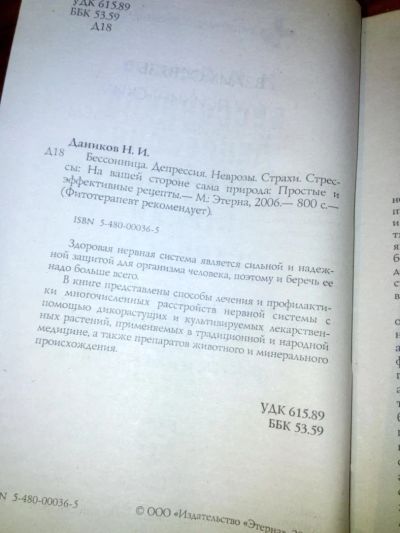 УДК 615.89
ББК 53.59
Д18
Даников Н. И.
Д18 Бессонница. Депрессия. Неврозы. Страхи. Стрес-
сы: На вашей стороне сама природа: Простые и
эффективные рецепты.— М.: Этерна, 2006.— 800 с.—
(Фитотерапевт рекомендует).
ISBN 5-480-00036-5
Здоровая нервная система является сильной и надеж-
ной защитой для организма человека, поэтому и беречь ее
надо больше всего.
В книге представлены способы лечения и профилакти-
ки многочисленных расстройств нервной системы с
помощью дикорастущих и культивируемых лекарствен-
ных растений, применяемых в традиционной и народной
медицине, а также препаратов животного и минерального
происхождения.
УДК 615.89
ББК 53.59
N 5-480-00036-5
© ООО «Издательство «Этерна»,